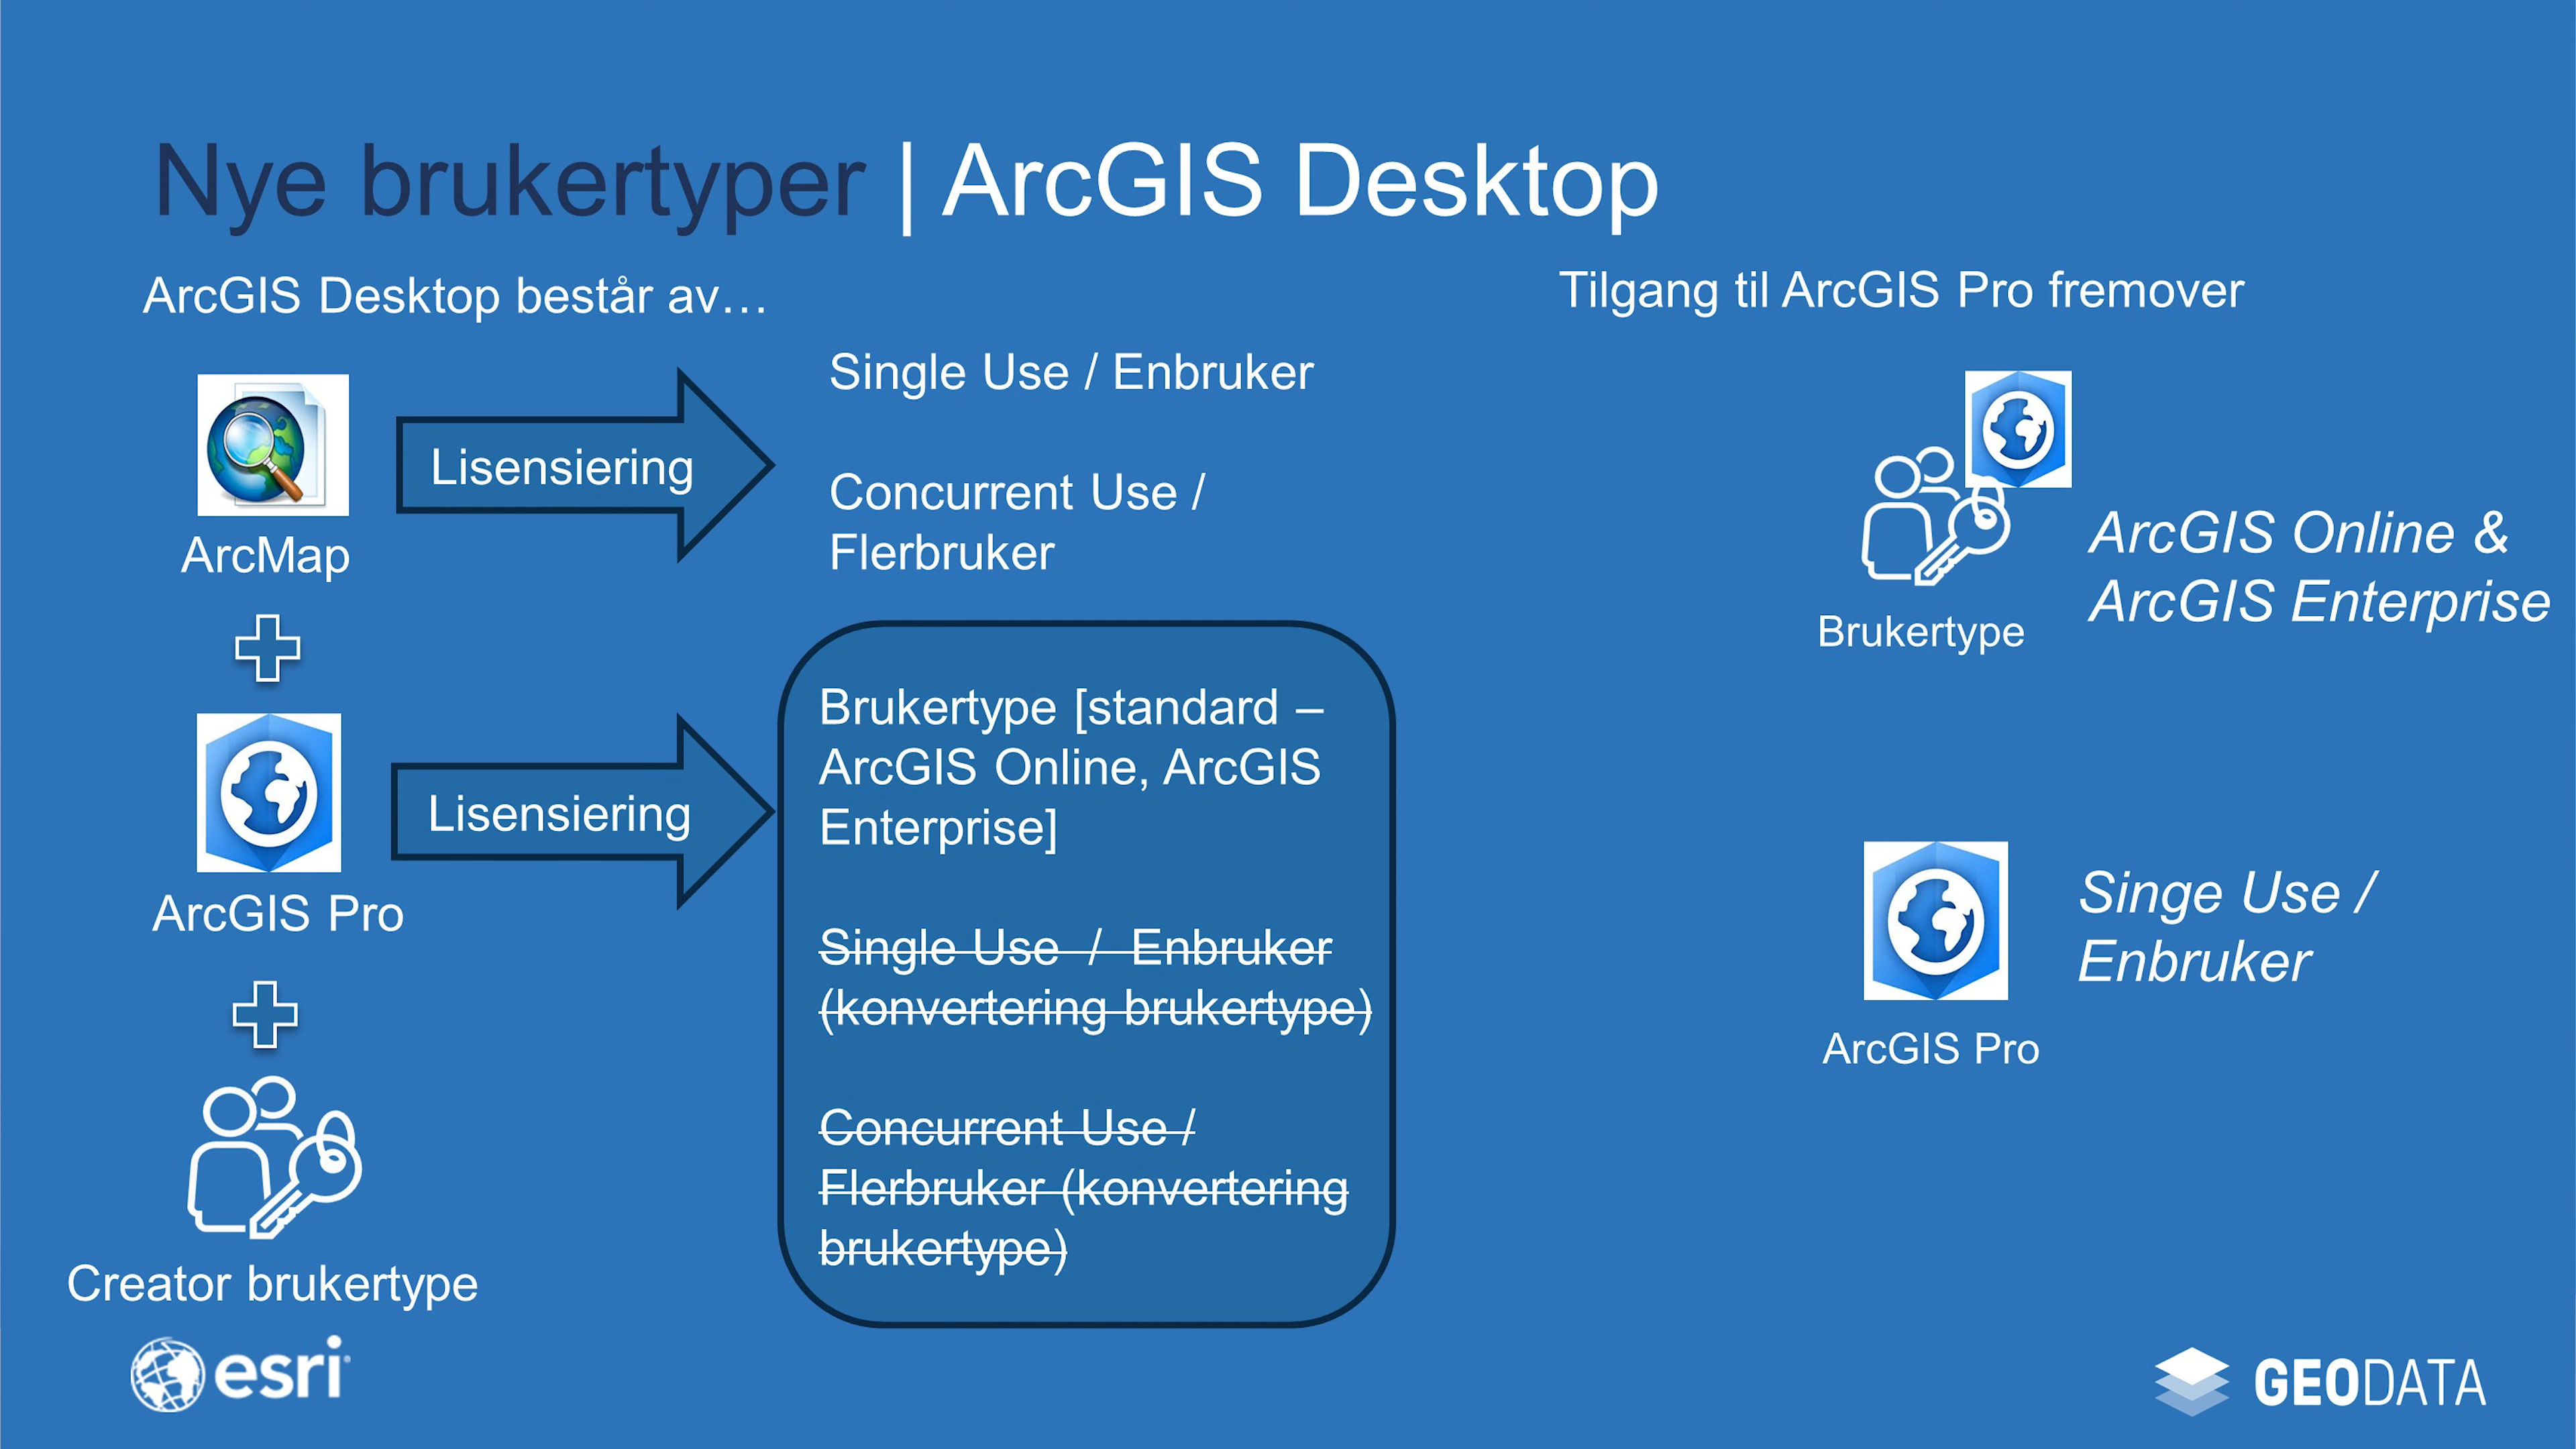 Nye brukertyper | ArcGIS Desktop
ArcGIS Desktop består av…
ArcMap
Lisensiering
Single Use / Enbruker
Concurrent Use /
Flerbruker
ArcGIS Pro
Lisensiering
Brukertype [standard –
ArcGIS Online, ArcGIS
Enterprise]
Single Use / Enbruker
(konvertering brukertype)
Concurrent Use /
Flerbruker (konvertering
brukertype)
Creator brukertype
Tilgang til ArcGIS Pro fremover
Brukertype
ArcGIS Online &
ArcGIS Enterprise
ArcGIS Pro
Singe Use /
Enbruker
esri
GEODATA